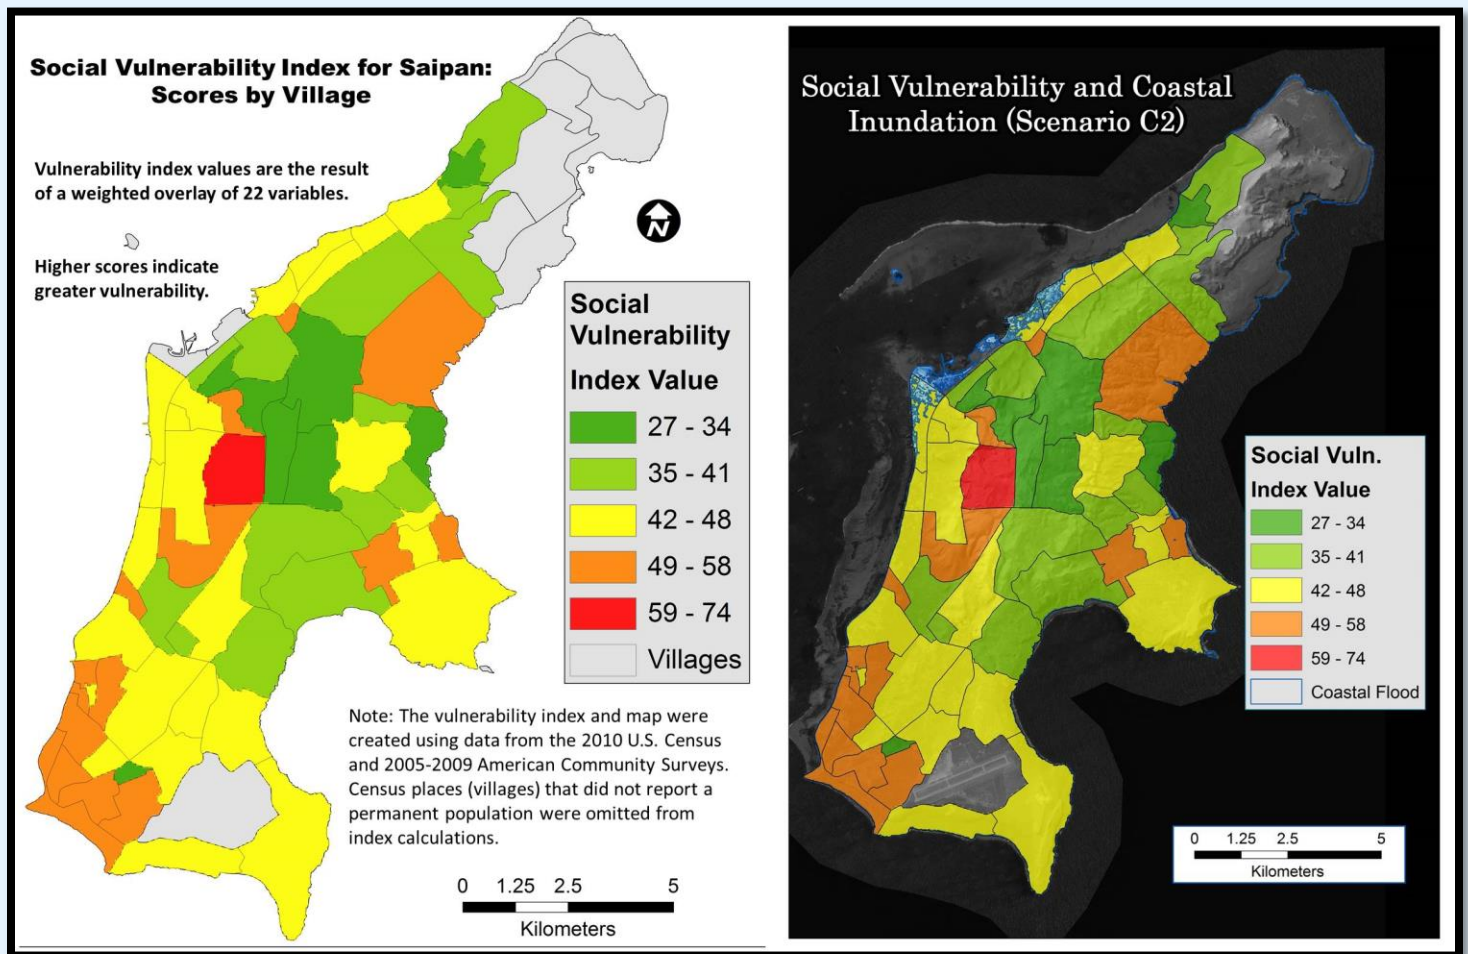 Social Vulnerability Index for Saipan:
Scores by Village
Vulnerability index values are the result
of a weighted overlay of 22 variables.
Higher scores indicate
greater vulnerability.
N
Social
Vulnerability
Index Value
27 - 34
35 - 41
42 - 48
49 - 58
59 - 74
Villages
Note: The vulnerability index and map were
created using data from the 2010 U.S. Census
and 2005-2009 American Community Surveys.
Census places (villages) that did not report a
permanent population were omitted from
index calculations.
0 1.25 2.5 5
Kilometers
Social Vulnerability and Coastal
Inundation (Scenario C2)
Social Vuln.
Index Value
27 - 34
35 - 41
42 - 48
49 - 58
59 - 74
Coastal Flood
0 1.25 2.5 5
Kilometers